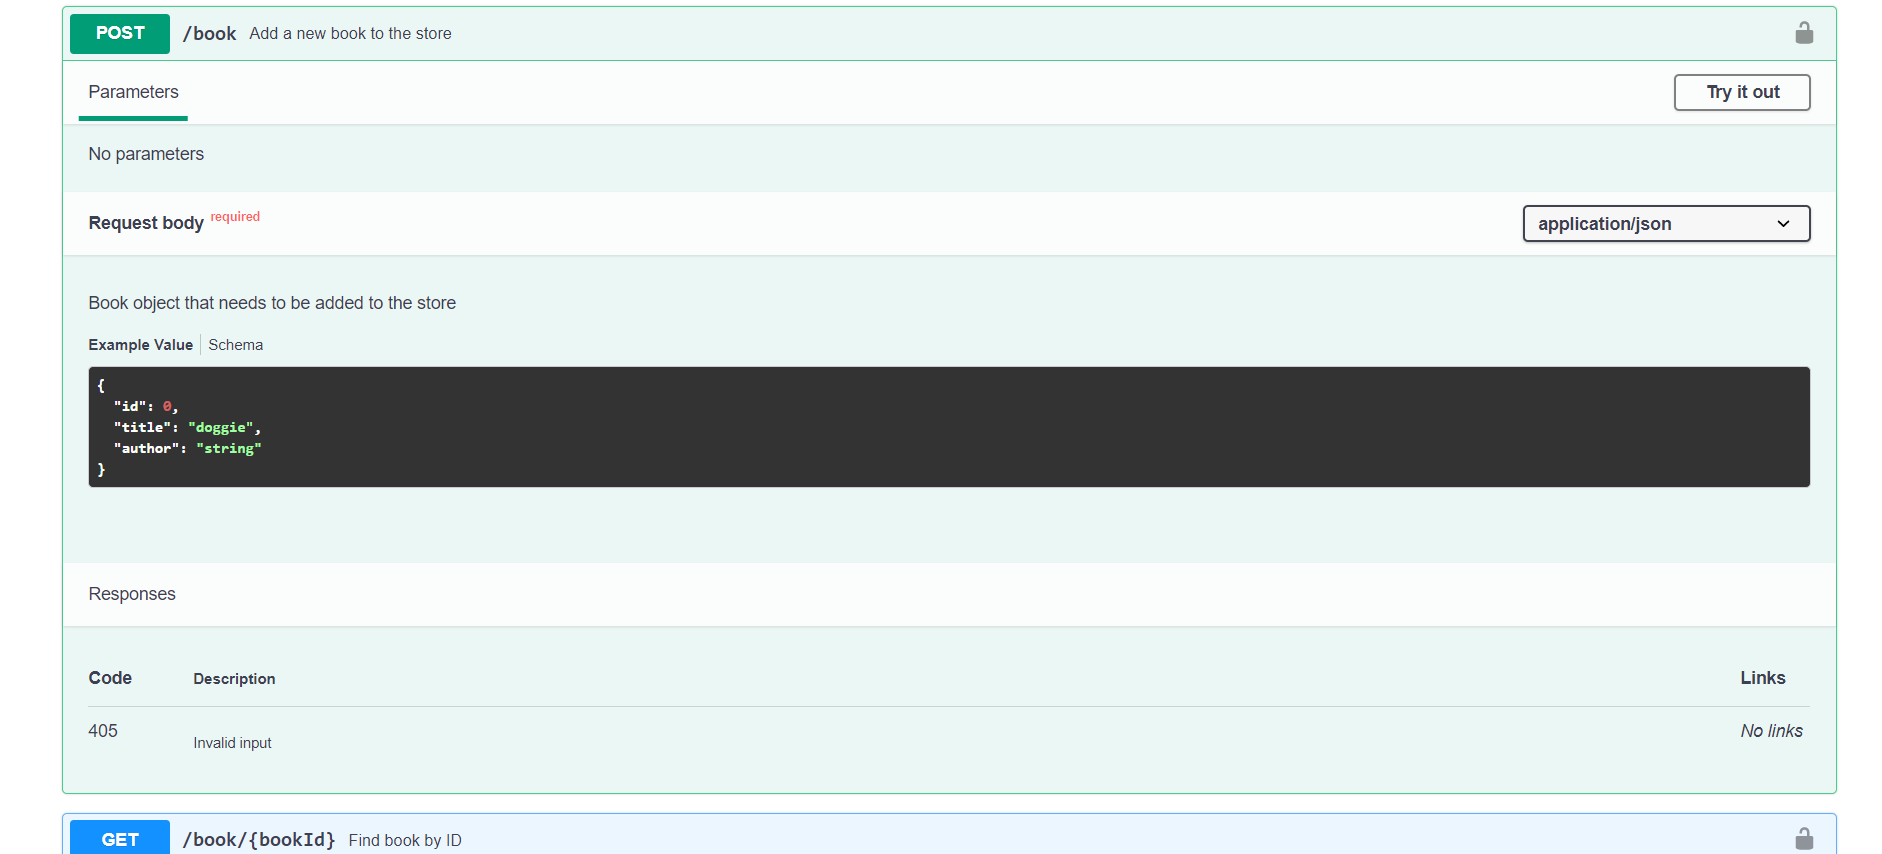 POST /book Add a new book to the store
Parameters
Try it out
No parameters
Request body required
application/json
Book object that needs to be added to the store
Example Value Schema
{
  "id": 0,
  "title": "doggie",
  "author": "string"
}
Responses
Code Description Links
405 Invalid input No links
GET /book/{bookId} Find book by ID